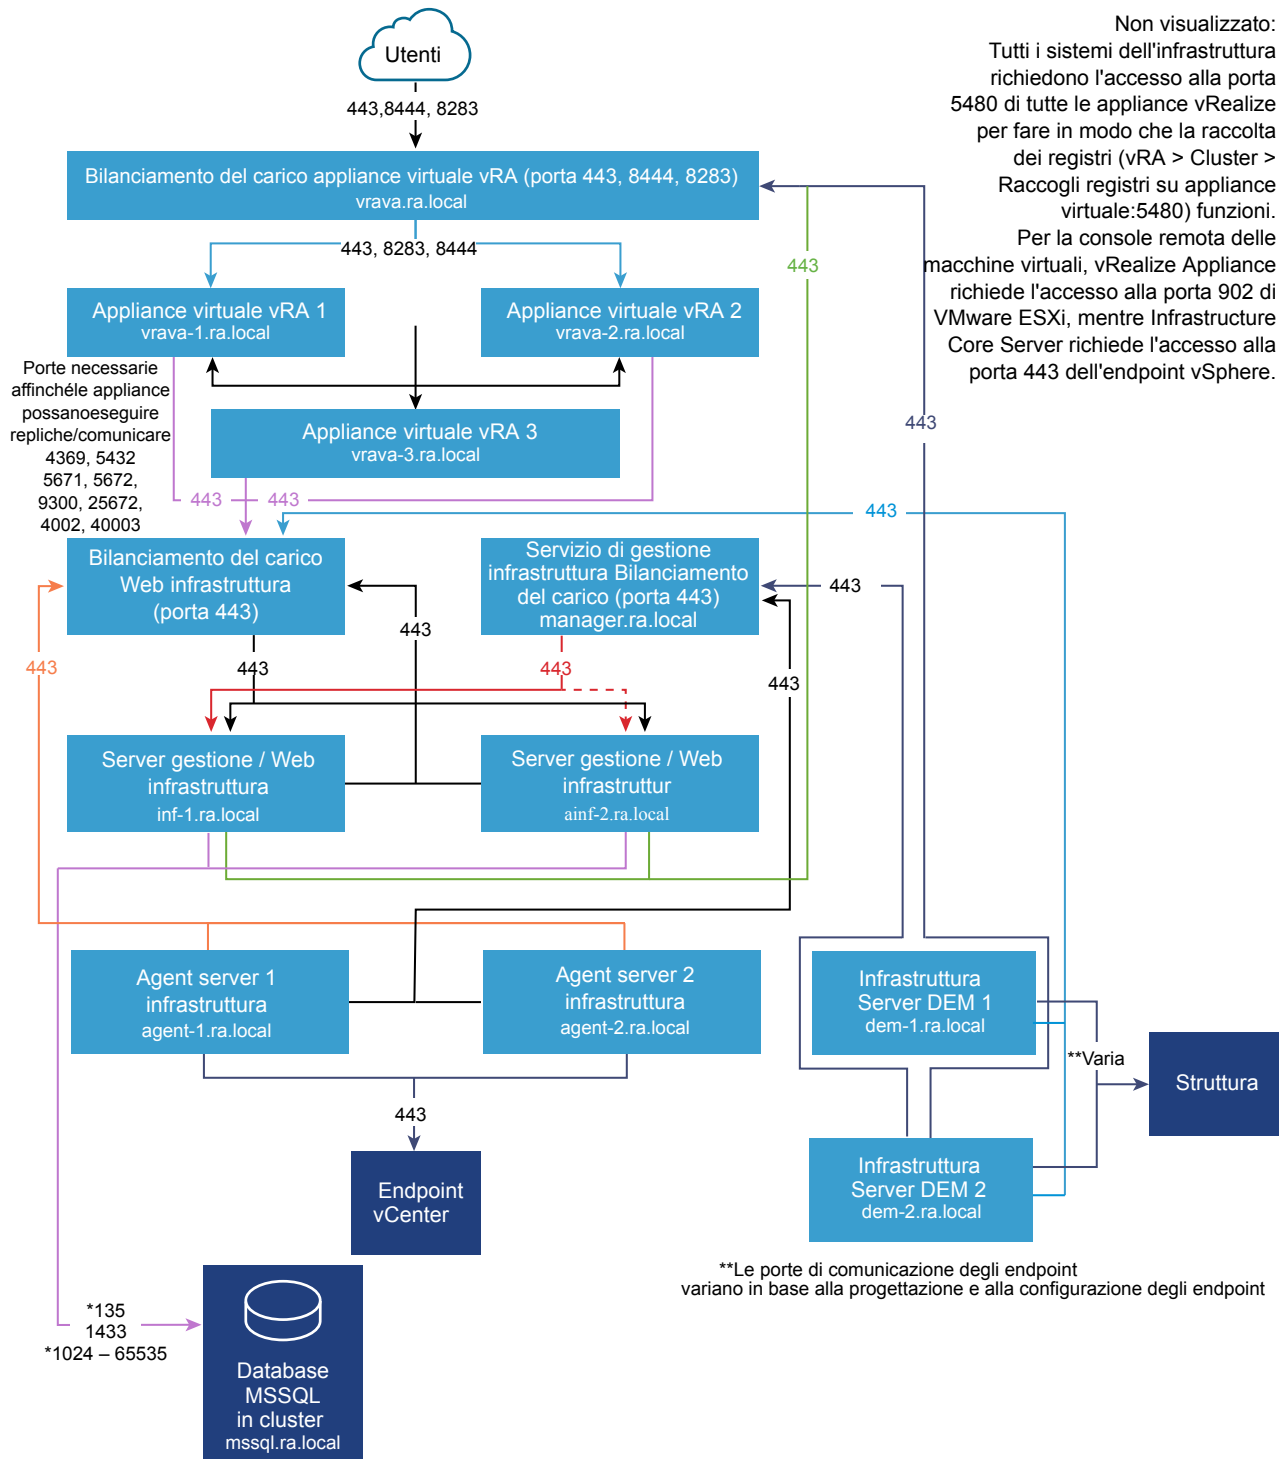 Utenti
443,8444, 8283
Non visualizzato:
Tutti i sistemi dell'infrastruttura
richiedono l'accesso alla porta
5480 di tutte le appliance vRealize
per fare in modo che la raccolta
dei registri (vRA > Cluster >
Raccogli registri su appliance
virtuale:5480) funzioni.
Per la console remota delle
macchine virtuali, vRealize Appliance
richiede l'accesso alla porta 902 di
VMware ESXi, mentre Infrastructure
Core Server richiede l'accesso alla
porta 443 dell'endpoint vSphere.
Bilanciamento del carico appliance virtuale vRA (porta 443, 8444, 8283)
vrava.ra.local
443, 8283, 8444
443
Appliance virtuale vRA 1
vrava-1.ra.local
Appliance virtuale vRA 2
vrava-2.ra.local
Porte necessarie
affinchéle appliance
possanoeseguire
repliche/comunicare
4369, 5432
5671, 5672,
9300, 25672,
4002, 40003
Appliance virtuale vRA 3
vrava-3.ra.local
443
443
443
443
Bilanciamento del carico
Web infrastruttura
(porta 443)
Servizio di gestione
infrastruttura Bilanciamento
del carico (porta 443)
manager.ra.local
443
443
443
443
443
443
Server gestione / Web
infrastruttura
inf-1.ra.local
Server gestione / Web
infrastruttur
ainf-2.ra.local
Agent server 1
infrastruttura
agent-1.ra.local
Agent server 2
infrastruttura
agent-2.ra.local
Infrastruttura
Server DEM 1
dem-1.ra.local
**Varia
Struttura
443
Endpoint
vCenter
Infrastruttura
Server DEM 2
dem-2.ra.local
**Le porte di comunicazione degli endpoint
variano in base alla progettazione e alla configurazione degli endpoint
*135
1433
*1024 – 65535
Database
MSSQL
in cluster
mssql.ra.local